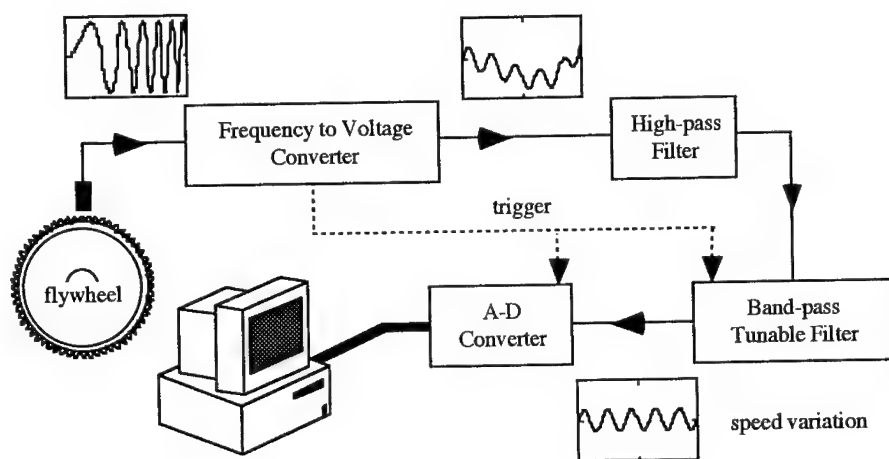 Frequency to Voltage
Converter
High-pass
Filter
trigger
flywheel
A-D
Converter
Band-pass
Tunable Filter
speed variation